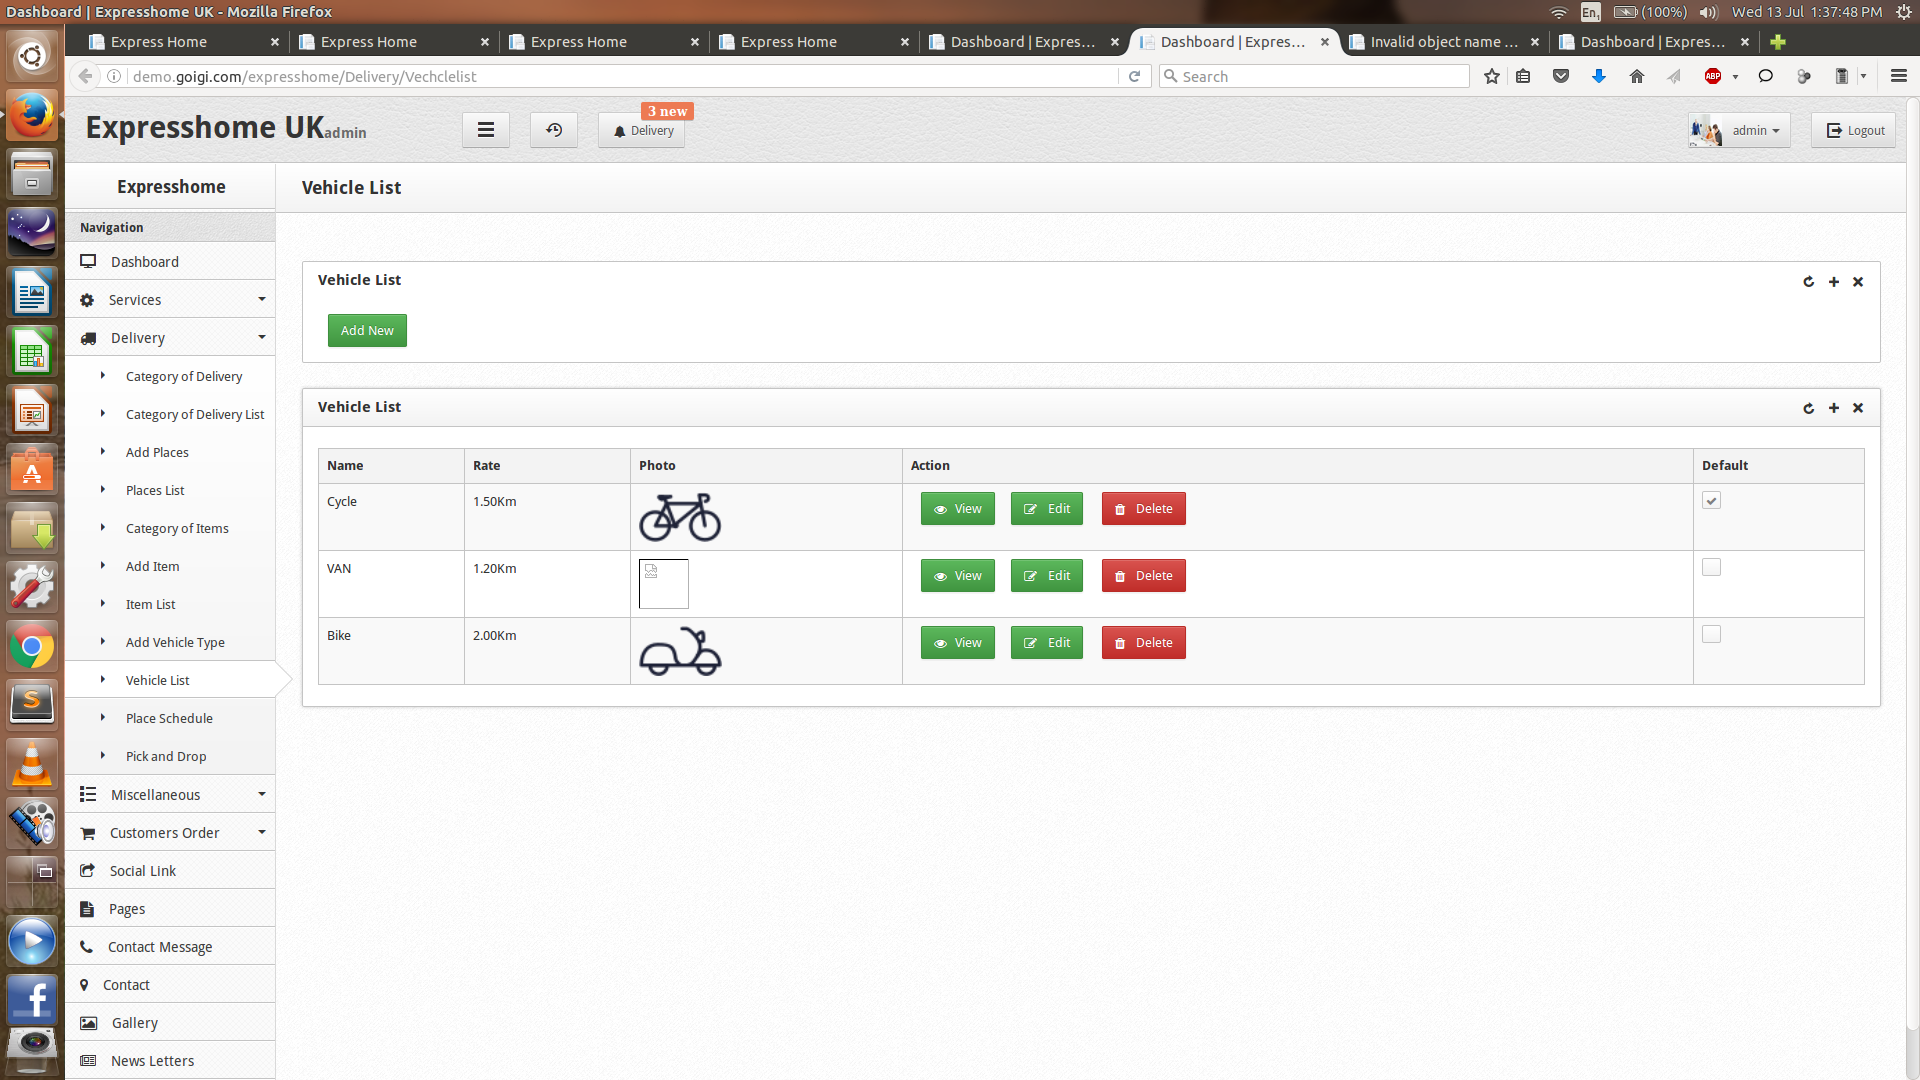 Dashboard | Expresshome UK - Mozilla Firefox
En1 (100%) Wed 13 Jul 1:37:48 PM
Express Home
Express Home
Express Home
Express Home
Dashboard | Expres...
Dashboard | Expres...
Invalid object name ...
Dashboard | Expres...
demo.goigi.com/expresshome/Delivery/Vechclelist
Search
ABP
Expresshome UKadmin
Delivery
3 new
admin
Logout
Expresshome
Navigation
Dashboard
Services
Delivery
Category of Delivery
Category of Delivery List
Add Places
Places List
Category of Items
Add Item
Item List
Add Vehicle Type
Vehicle List
Place Schedule
Pick and Drop
Miscellaneous
Customers Order
Social Link
Pages
Contact Message
Contact
Gallery
News Letters
Vehicle List
Vehicle List
Add New
Vehicle List
Name Rate Photo Action Default
Cycle 1.50Km View Edit Delete
VAN 1.20Km View Edit Delete
Bike 2.00Km View Edit Delete